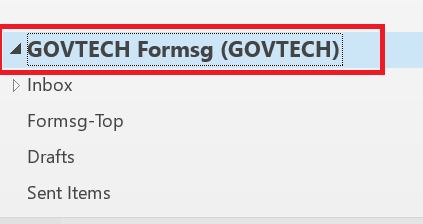 GOVTECH Formsg (GOVTECH)
Inbox
Formsg-Top
Drafts
Sent Items